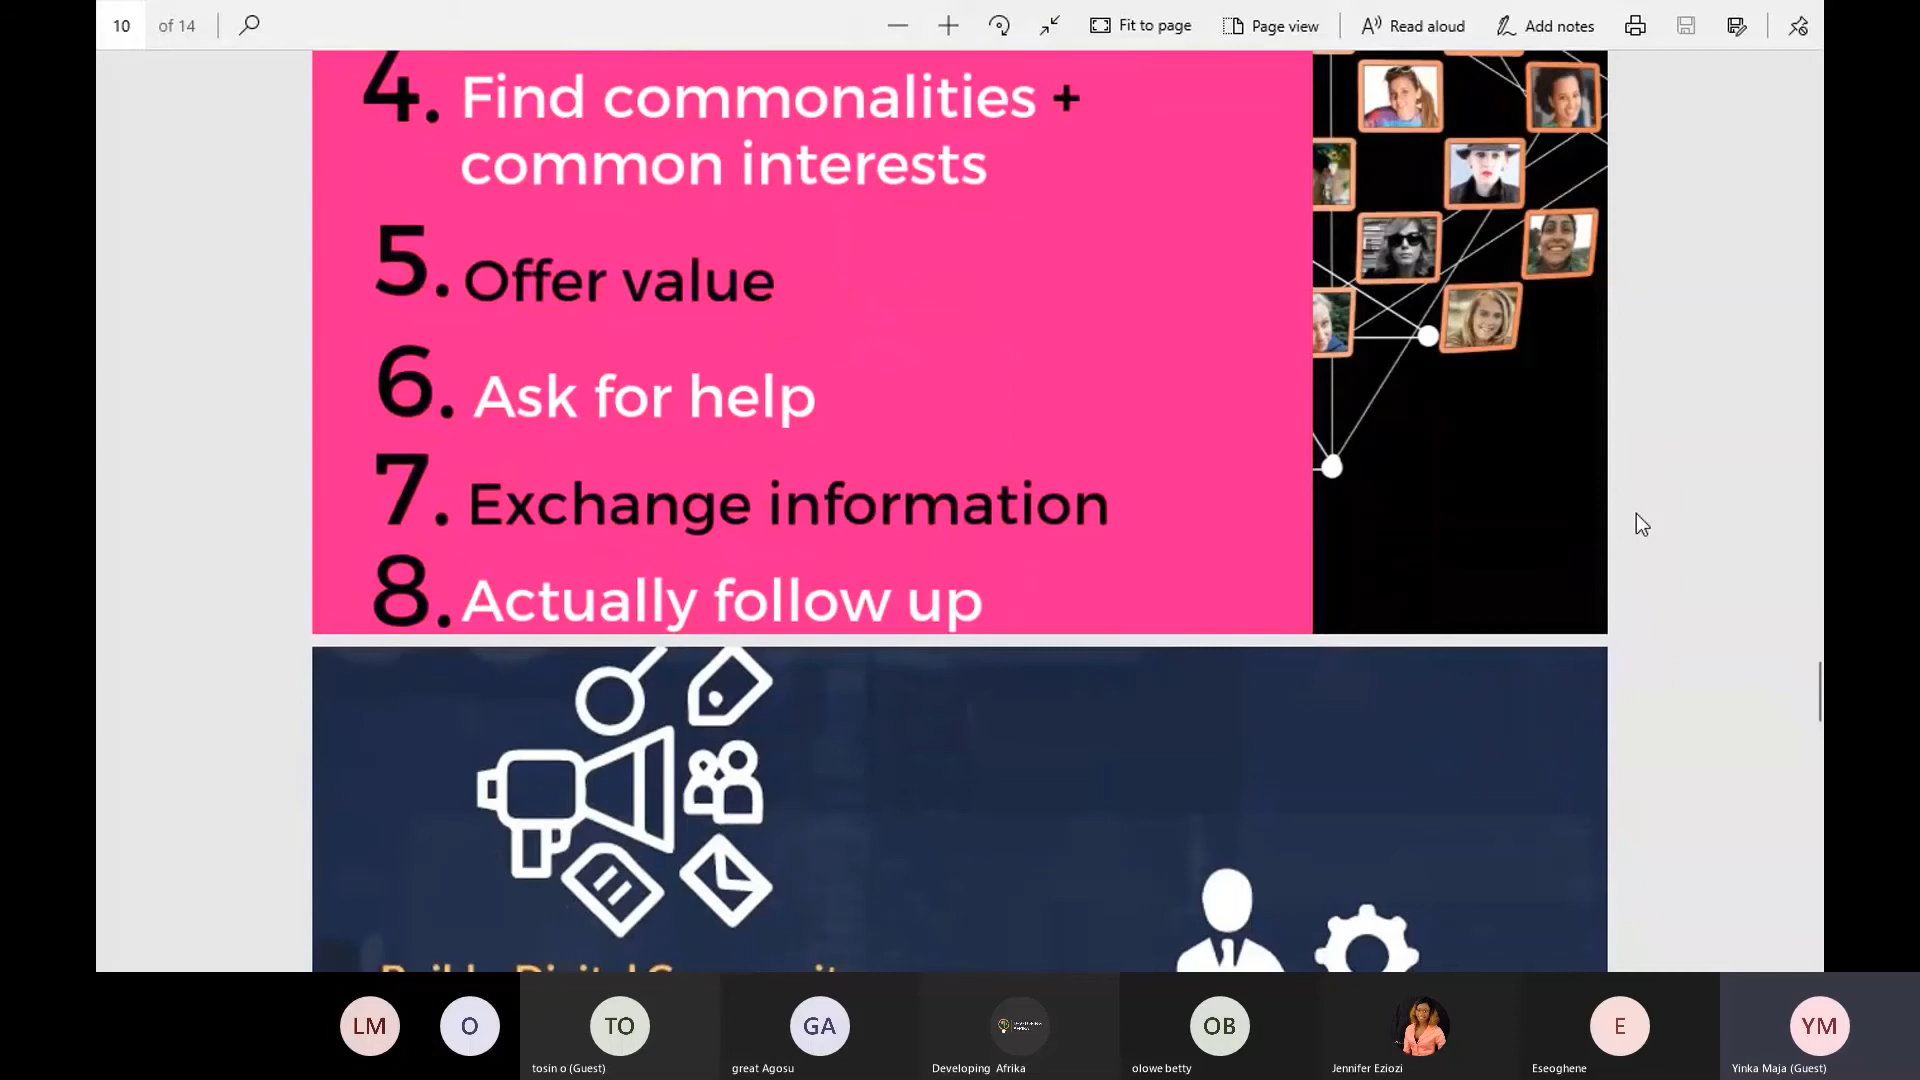 10 of 14 Fit to page Page view Read aloud Add notes
4. Find commonalities +
common interests
5. Offer value
6. Ask for help
7. Exchange information
8. Actually follow up
LM O TO GA OB E YM
tosin o (Guest) great Agosu Developing Afrika olowe betty Jennifer Eziozi Eseoghene Yinka Maja (Guest)